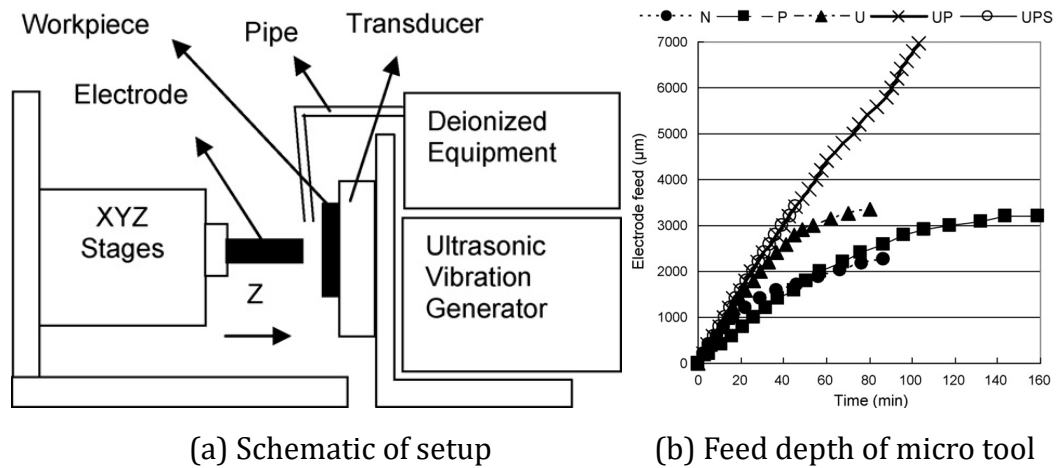 Workpiece
Pipe
Transducer
Electrode
Deionized
Equipment
XYZ
Stages
Z
Ultrasonic
Vibration
Generator
N P U UP UPS
7000
6000
5000
4000
3000
2000
1000
0
Electrode feed (µm)
0 20 40 60 80 100 120 140 160
Time (min)
(a) Schematic of setup
(b) Feed depth of micro tool